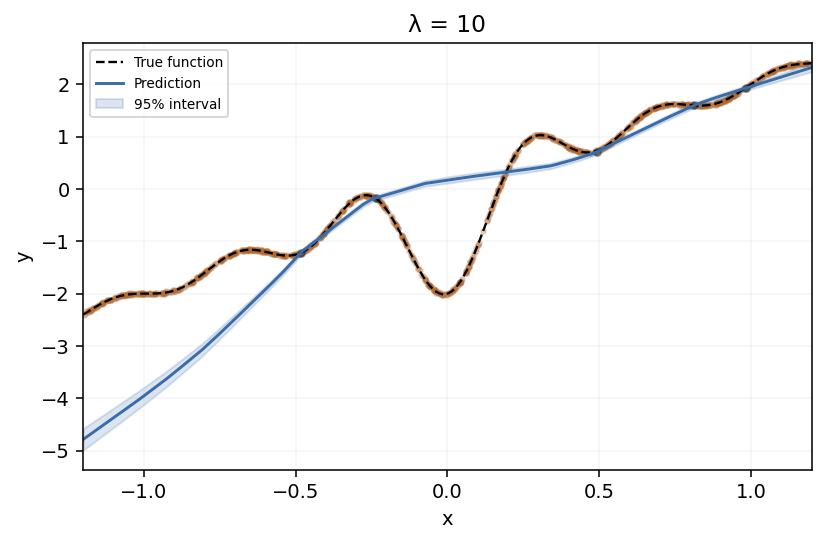 λ = 10
True function
Prediction
95% interval
2
1
0
−1
−2
−3
−4
−5
y
−1.0 −0.5 0.0 0.5 1.0
x